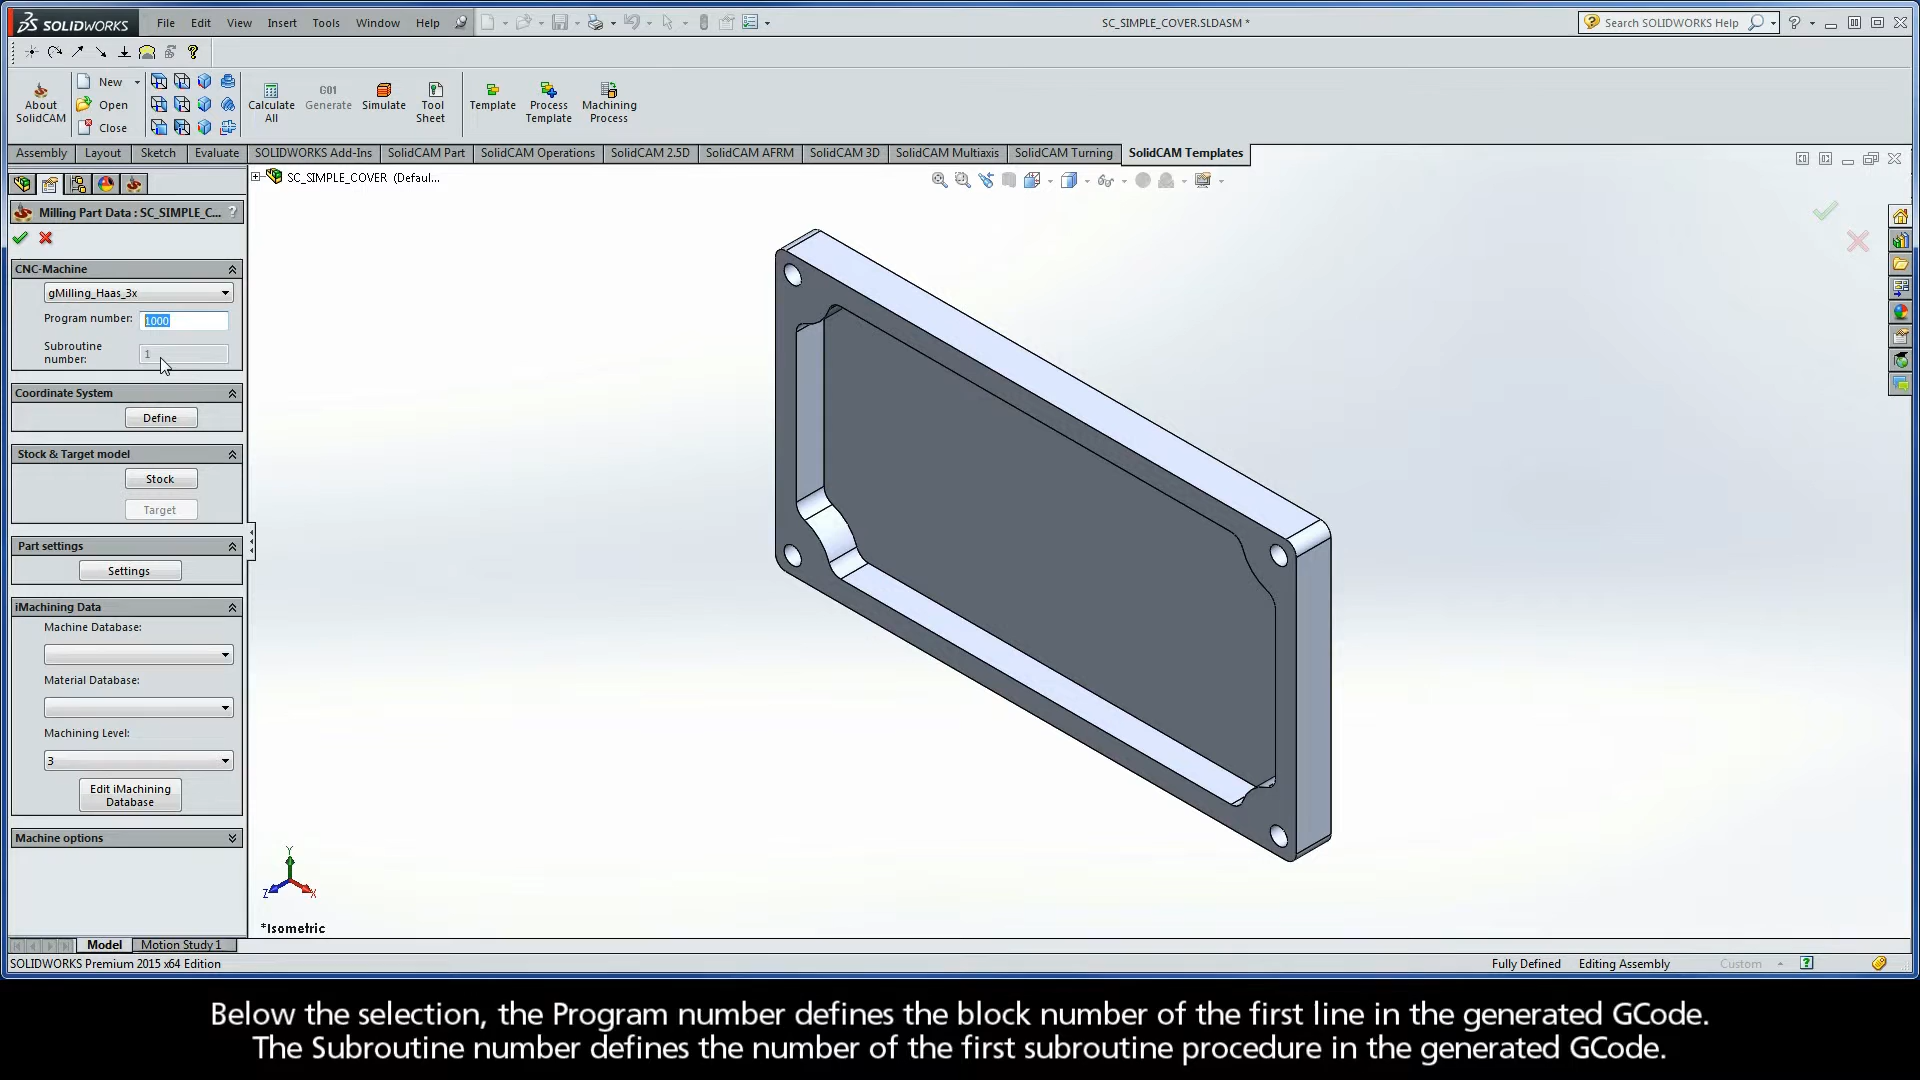 SOLIDWORKS File Edit View Insert Tools Window Help SC_SIMPLE_COVER.SLDASM * Search SOLIDWORKS Help
About SolidCAM
New
Open
Close
Calculate All
G01 Generate
Simulate
Tool Sheet
Template
Process Template
Machining Process
Assembly Layout Sketch Evaluate SOLIDWORKS Add-Ins SolidCAM Part SolidCAM Operations SolidCAM 2.5D SolidCAM AFRM SolidCAM 3D SolidCAM Multiaxis SolidCAM Turning SolidCAM Templates
SC_SIMPLE_COVER (Defaul...
Milling Part Data : SC_SIMPLE_C... ?
CNC-Machine
gMilling_Haas_3x
Program number: 1000
Subroutine number: 1
Coordinate System
Define
Stock & Target model
Stock
Target
Part settings
Settings
iMachining Data
Machine Database:
Material Database:
Machining Level:
3
Edit iMachining Database
Machine options
Y
Z X
*Isometric
Model Motion Study 1
SOLIDWORKS Premium 2015 x64 Edition Fully Defined Editing Assembly Custom
Below the selection, the Program number defines the block number of the first line in the generated GCode.
The Subroutine number defines the number of the first subroutine procedure in the generated GCode.